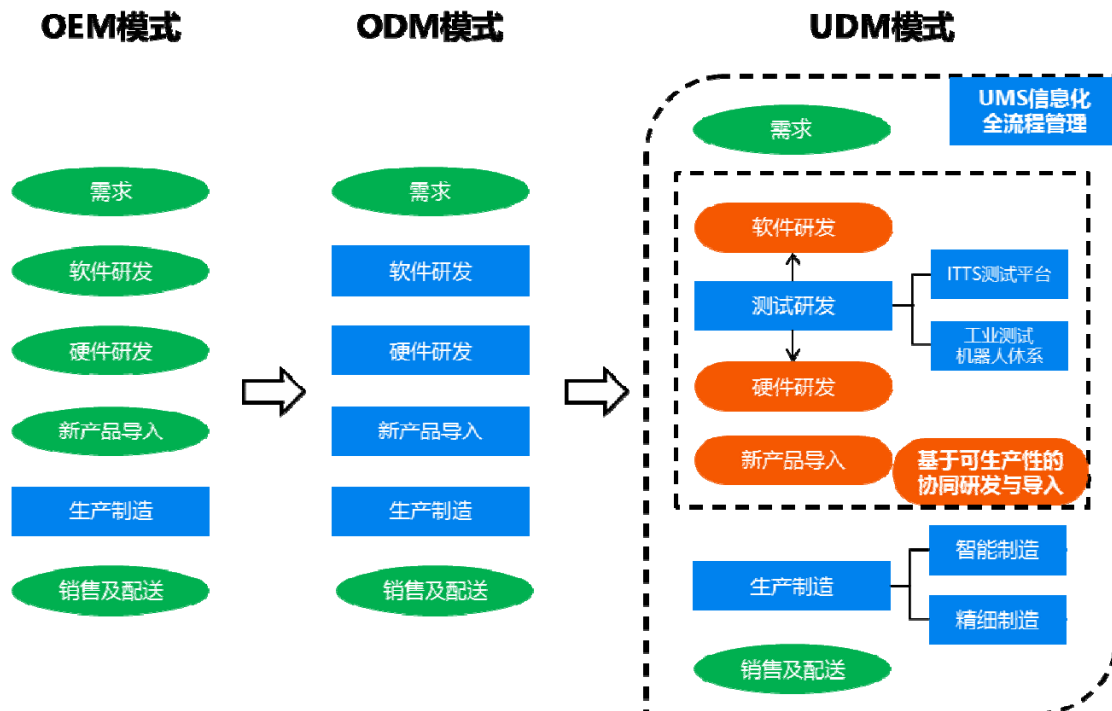 OEM模式
需求
软件研发
硬件研发
新产品导入
生产制造
销售及配送
ODM模式
需求
软件研发
硬件研发
新产品导入
生产制造
销售及配送
UDM模式
UMS信息化
全流程管理
需求
软件研发
测试研发
ITTS测试平台
工业测试
机器人体系
硬件研发
新产品导入
基于可生产性的
协同研发与导入
生产制造
智能制造
精细制造
销售及配送